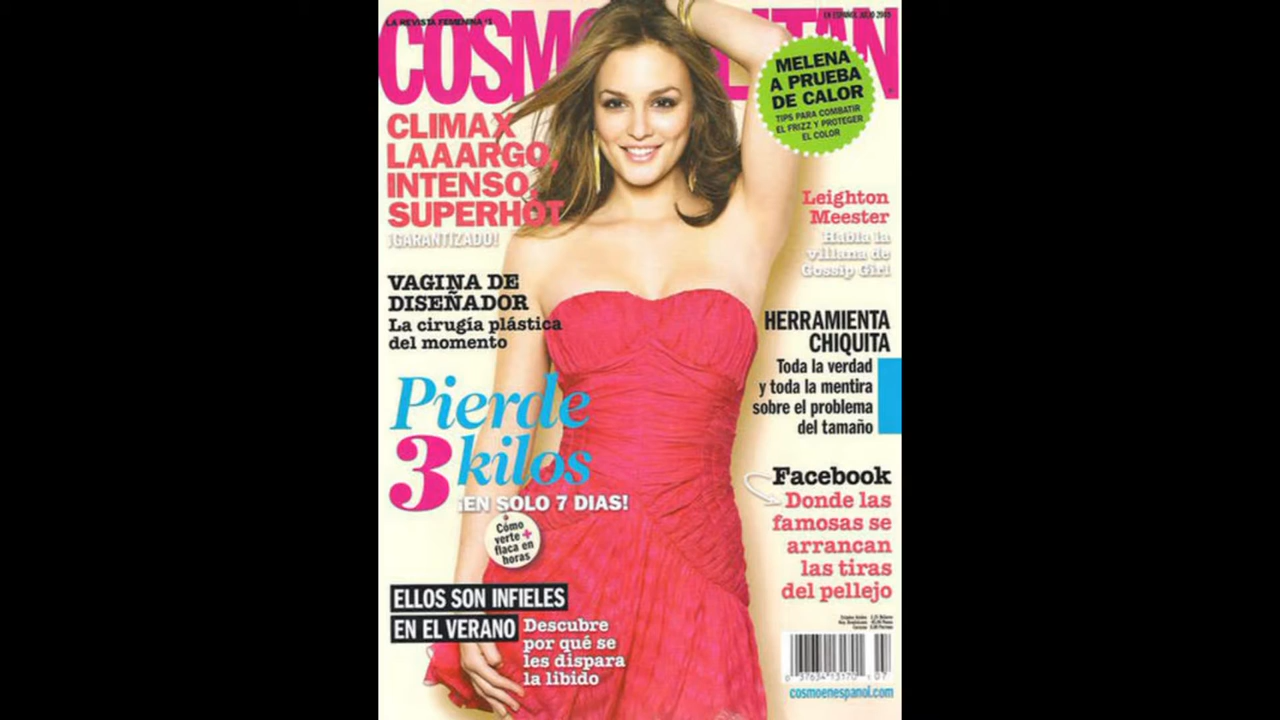 LA REVISTA FEMENINA #1
EN ESPAÑOL JULIO
COSMOPOLITAN
MELENA
A PRUEBA
DE CALOR
TIPS PARA COMBATIR
EL FRIZZ Y PROTEGER
EL COLOR
CLIMAX
LAAARGO,
INTENSO,
SUPERHOT
¡GARANTIZADO!
Leighton
Meester
Habla la
villana de
Gossip Girl
VAGINA DE
DISEÑADOR
La cirugía plástica
del momento
HERRAMIENTA
CHIQUITA
Toda la verdad
y toda la mentira
sobre el problema
del tamaño
Pierde
3 kilos
¡EN SOLO 7 DIAS!
Cómo
verte +
flaca en
horas
Facebook
Donde las
famosas se
arrancan
las tiras
del pellejo
ELLOS SON INFIELES
EN EL VERANO
Descubre
por qué se
les dispara
la libido
07
cosmoenespanol.com